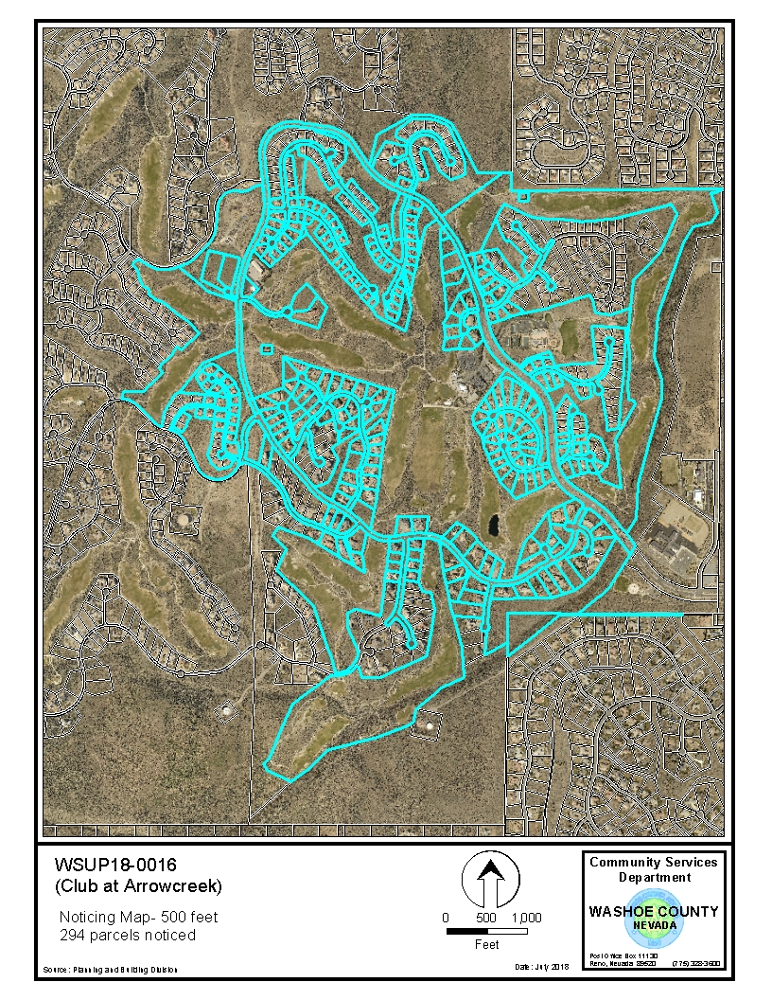 WSUP18-0016
(Club at Arrowcreek)
Noticing Map- 500 feet
294 parcels noticed
Source: Planning and Building Division
0 500 1,000
Feet
Date: July 2018
Community Services
Department
WASHOE COUNTY
NEVADA
Post Office Box 11130
Reno, Nevada 89520 (775) 328-3600